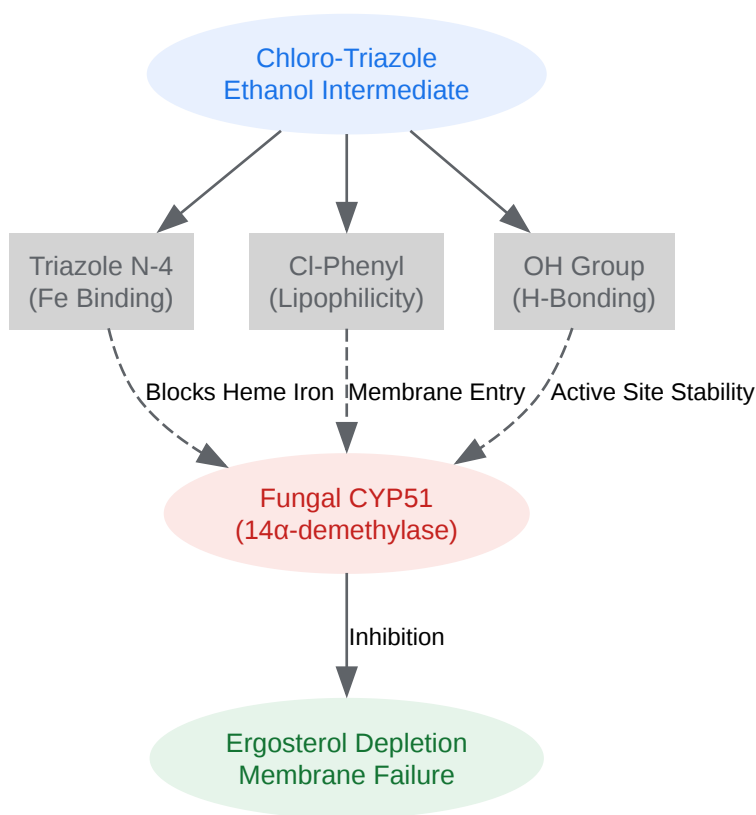 Chloro-Triazole
Ethanol Intermediate
Triazole N-4
(Fe Binding)
Cl-Phenyl
(Lipophilicity)
OH Group
(H-Bonding)
Blocks Heme Iron
Membrane Entry
Active Site Stability
Fungal CYP51
(14α-demethylase)
Inhibition
Ergosterol Depletion
Membrane Failure